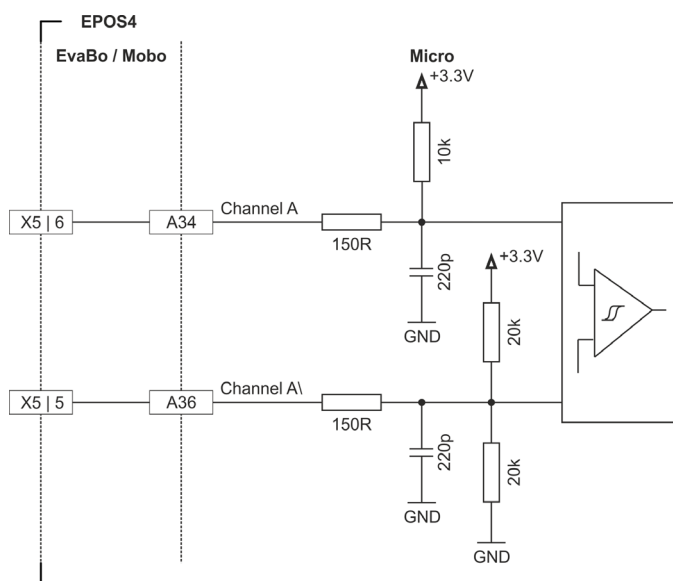 EPOS4
EvaBo / Mobo
Micro
+3.3V
10k
X5 | 6
A34
Channel A
150R
220p
GND
+3.3V
20k
X5 | 5
A36
Channel A\
150R
220p
20k
GND
GND